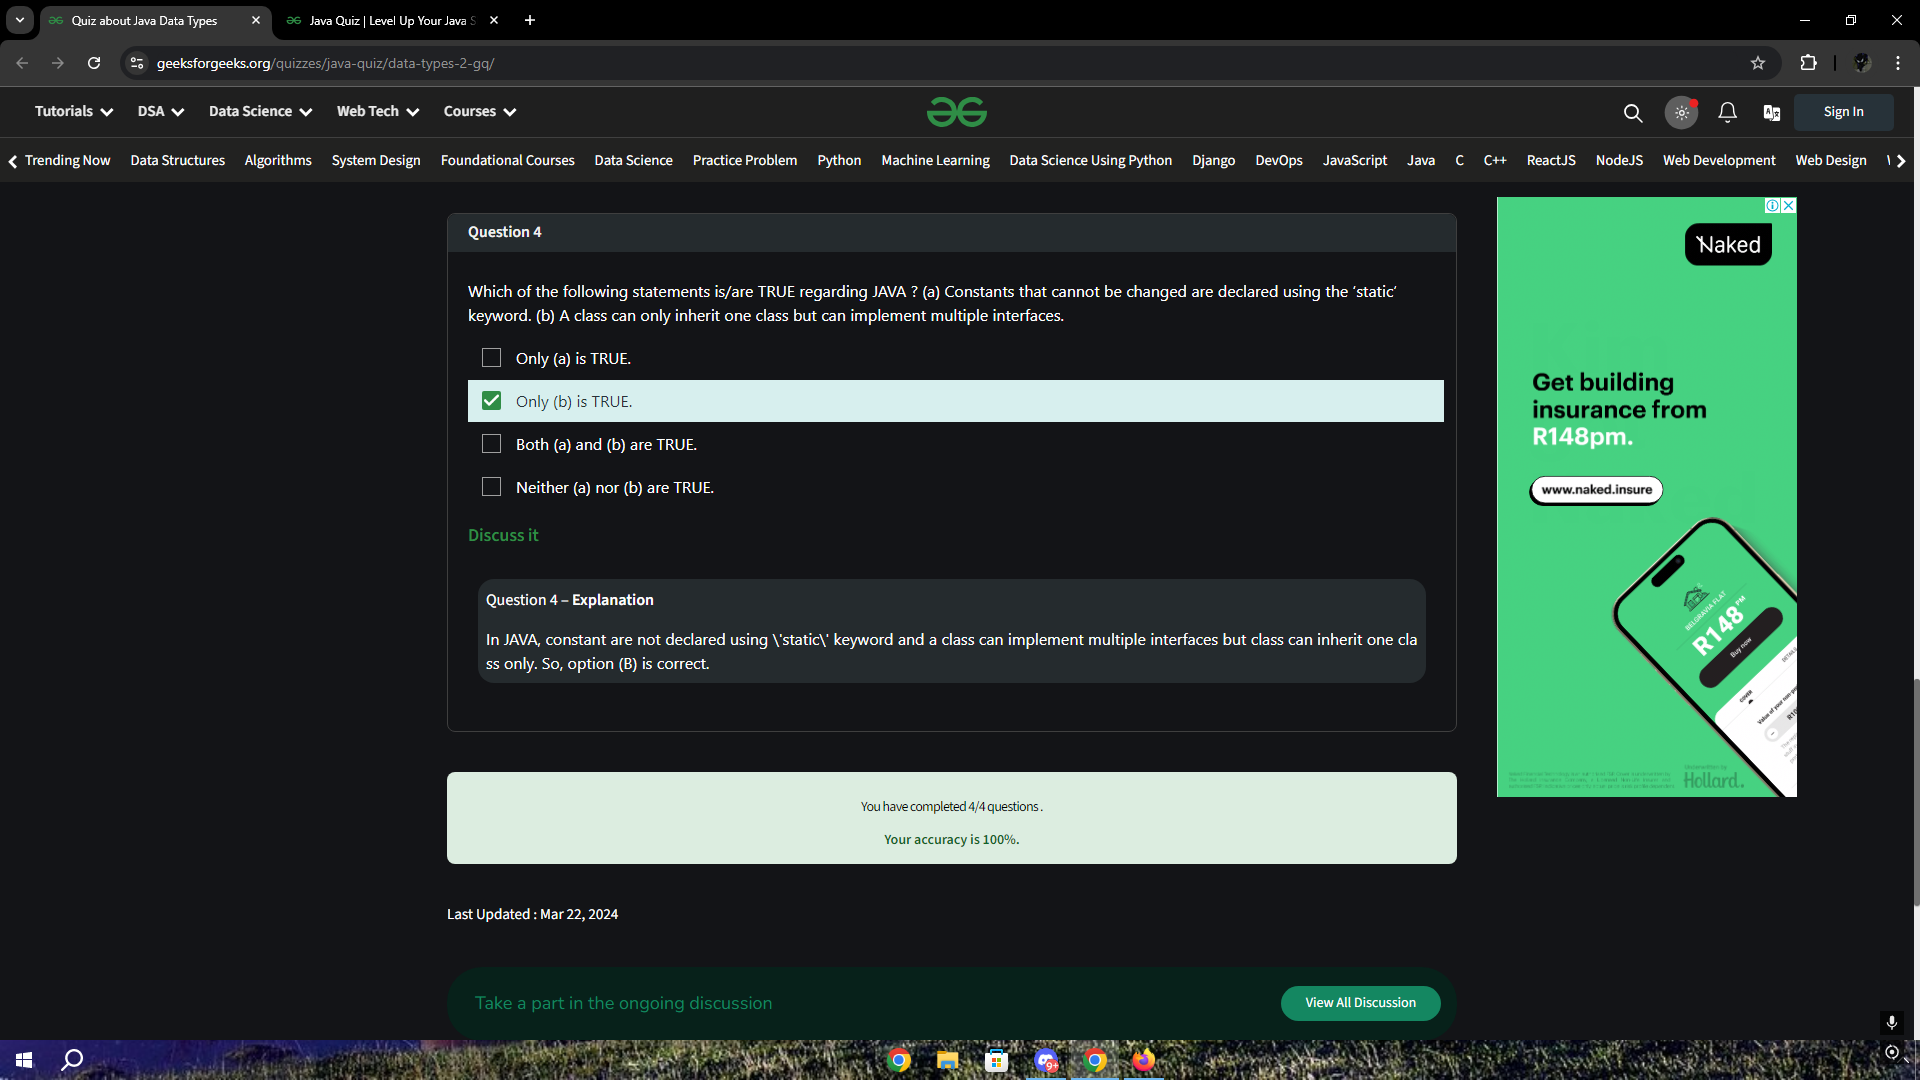 Quiz about Java Data Types
Java Quiz | Level Up Your Java S
geeksforgeeks.org/quizzes/java-quiz/data-types-2-gq/
Tutorials
DSA
Data Science
Web Tech
Courses
Sign In
Trending Now
Data Structures
Algorithms
System Design
Foundational Courses
Data Science
Practice Problem
Python
Machine Learning
Data Science Using Python
Django
DevOps
JavaScript
Java
C
C++
ReactJS
NodeJS
Web Development
Web Design
Question 4
Which of the following statements is/are TRUE regarding JAVA ? (a) Constants that cannot be changed are declared using the ‘static’
keyword. (b) A class can only inherit one class but can implement multiple interfaces.
Only (a) is TRUE.
Only (b) is TRUE.
Both (a) and (b) are TRUE.
Neither (a) nor (b) are TRUE.
Discuss it
Question 4 – Explanation
In JAVA, constant are not declared using \'static\' keyword and a class can implement multiple interfaces but class can inherit one cla
ss only. So, option (B) is correct.
You have completed 4/4 questions .
Your accuracy is 100%.
Last Updated : Mar 22, 2024
Take a part in the ongoing discussion
View All Discussion
Naked
Get building
insurance from
R148pm.
www.naked.insure
BELGRAVIA FLAT
R148 PM
Buy now
COVER
Hollard.
9+